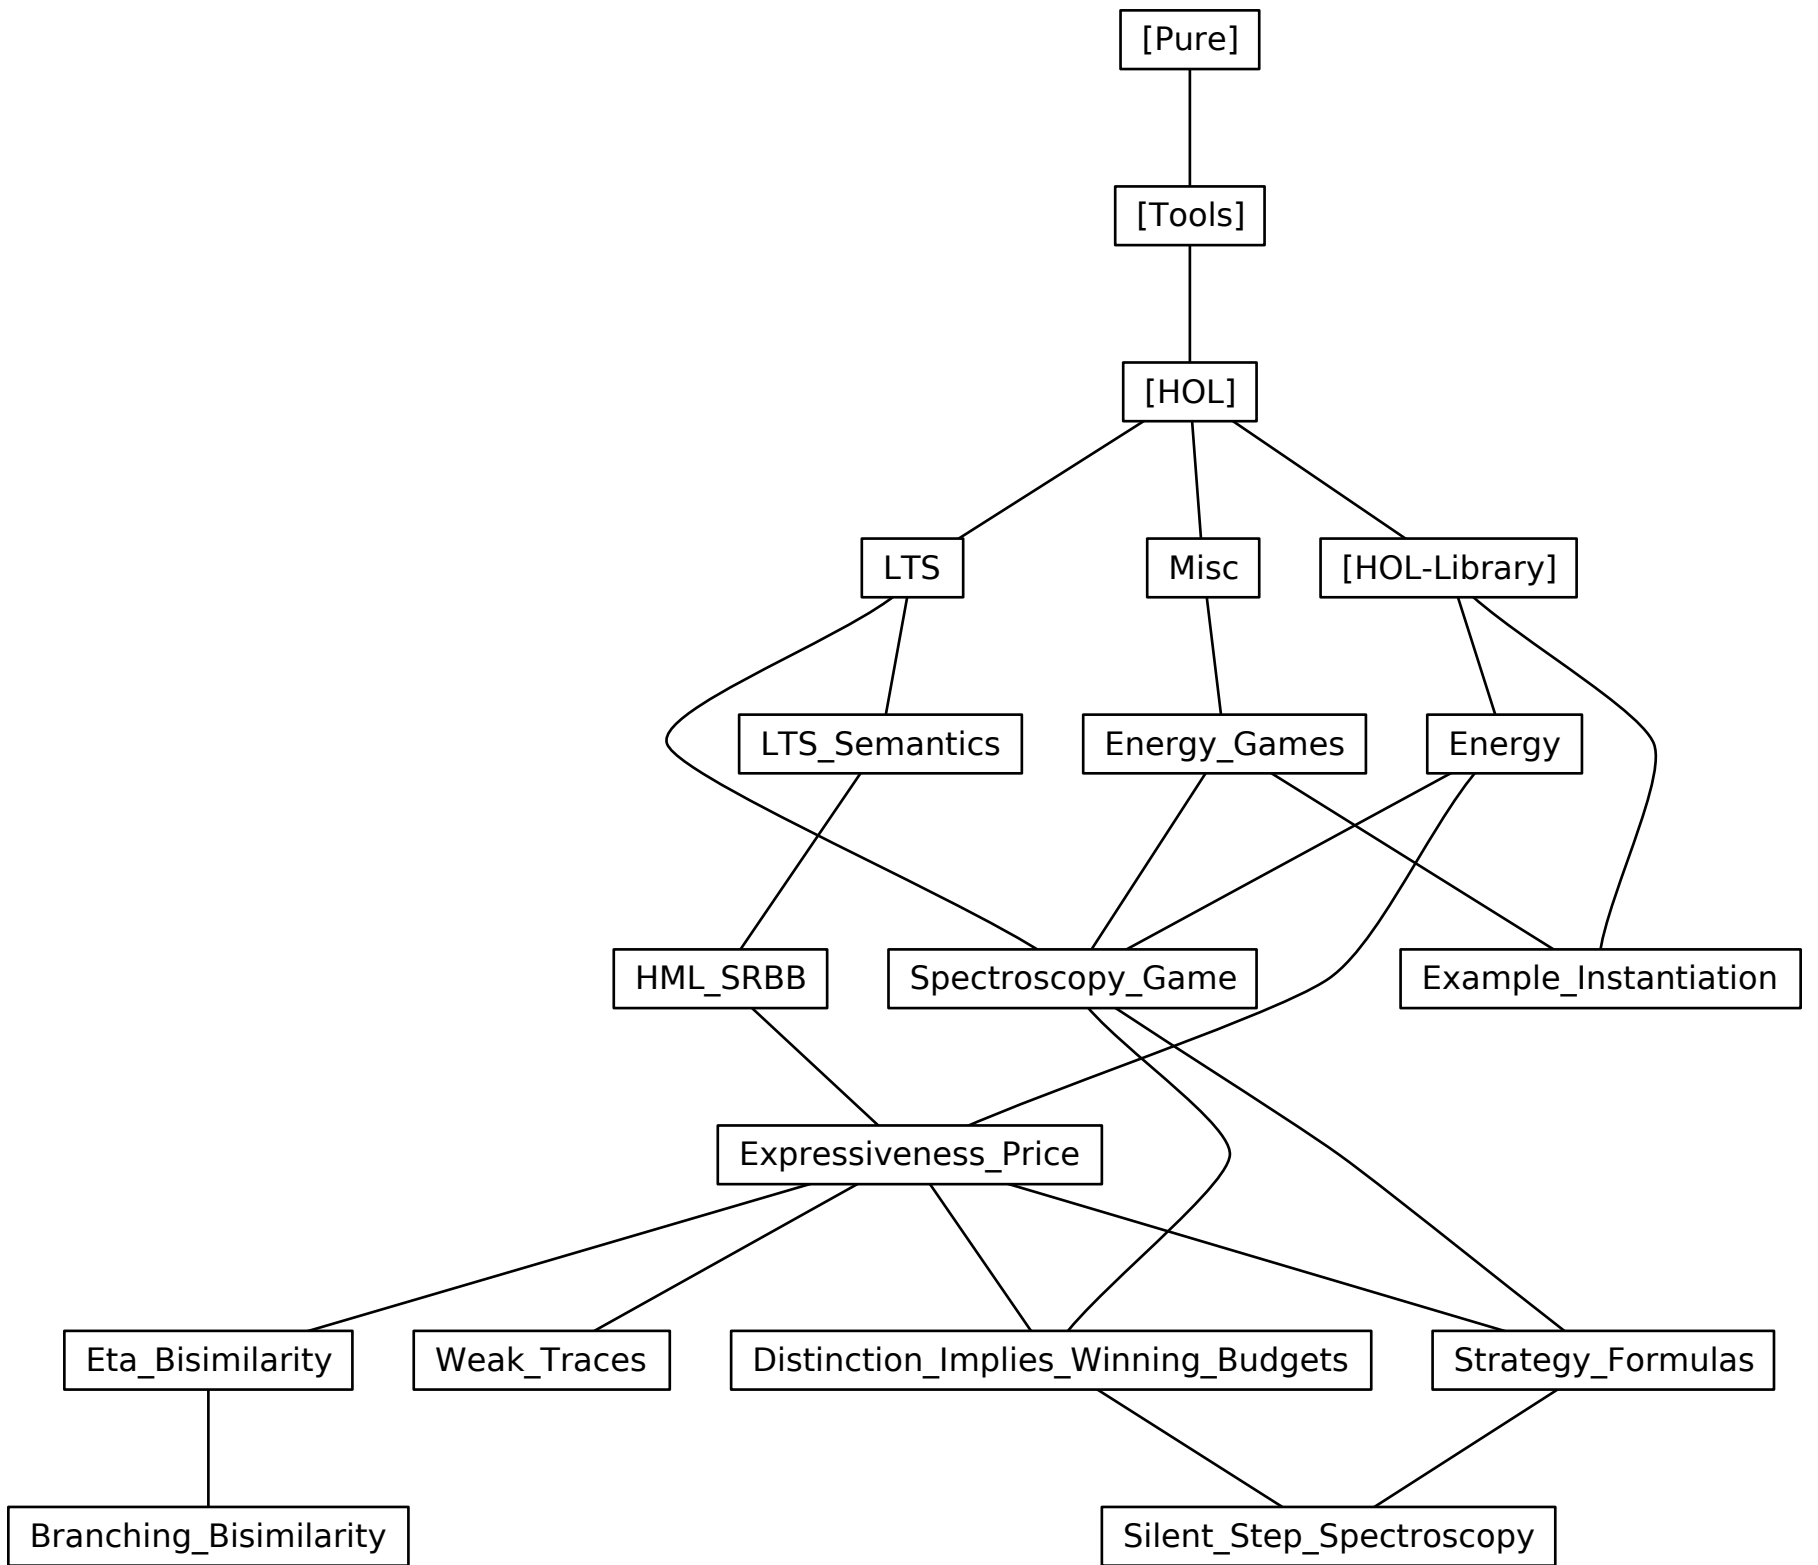 [Pure]
[Tools]
[HOL]
LTS
Misc
[HOL-Library]
LTS_Semantics
Energy_Games
Energy
HML_SRBB
Spectroscopy_Game
Example_Instantiation
Expressiveness_Price
Eta_Bisimilarity
Weak_Traces
Distinction_Implies_Winning_Budgets
Strategy_Formulas
Branching_Bisimilarity
Silent_Step_Spectroscopy